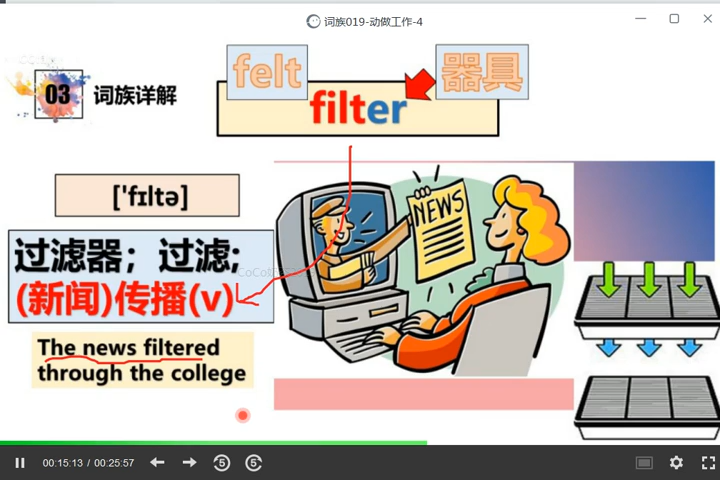 词族019-动做工作-4
felt
器具
03
词族详解
filter
['fɪltə]
NEWS
过滤器；过滤;
(新闻)传播(v)
The news filtered
through the college
5
5
00:15:13 / 00:25:57